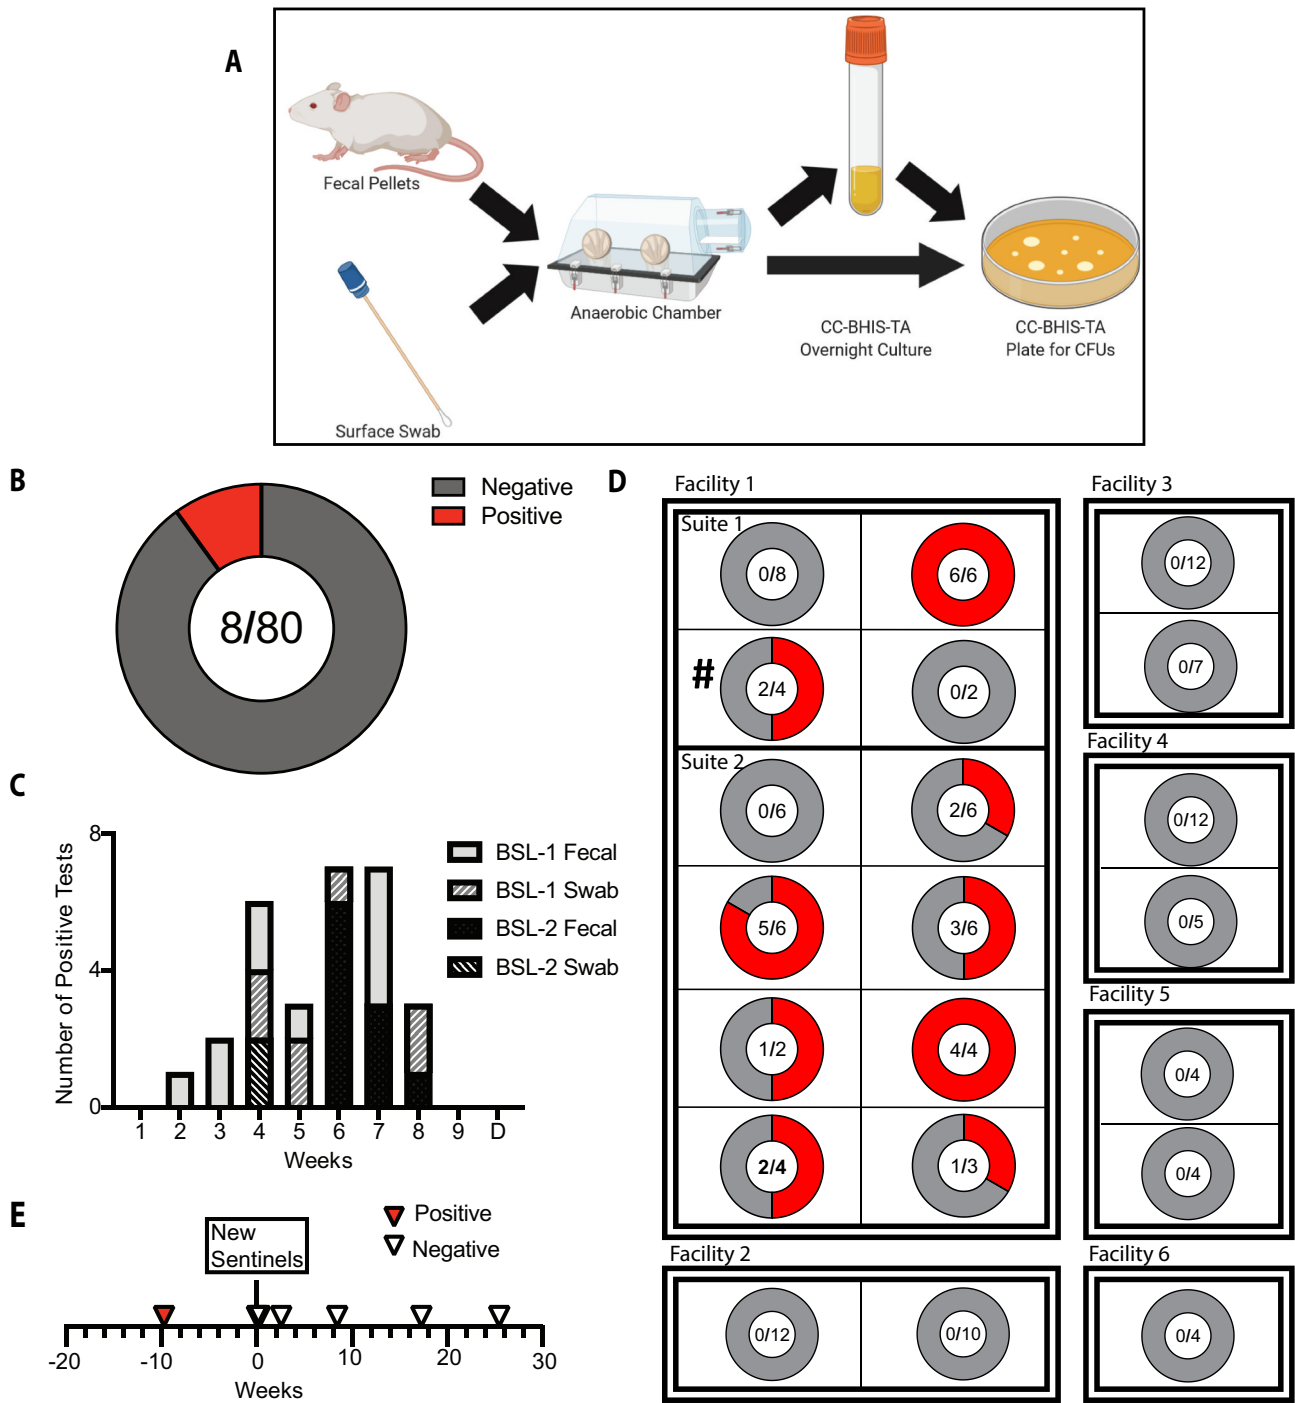 A
Fecal Pellets
Surface Swab
Anaerobic Chamber
CC-BHIS-TA
Overnight Culture
CC-BHIS-TA
Plate for CFUs
B
8/80
Negative
Positive
C
Number of Positive Tests
8
4
0
1 2 3 4 5 6 7 8 9 D
Weeks
BSL-1 Fecal
BSL-1 Swab
BSL-2 Fecal
BSL-2 Swab
D
Facility 1
Suite 1
0/8
6/6
#
2/4
0/2
Suite 2
0/6
2/6
5/6
3/6
1/2
4/4
2/4
1/3
Facility 2
0/12
0/10
Facility 3
0/12
0/7
Facility 4
0/12
0/5
Facility 5
0/4
0/4
Facility 6
0/4
E
New
Sentinels
Positive
Negative
-20 -10 0 10 20 30
Weeks